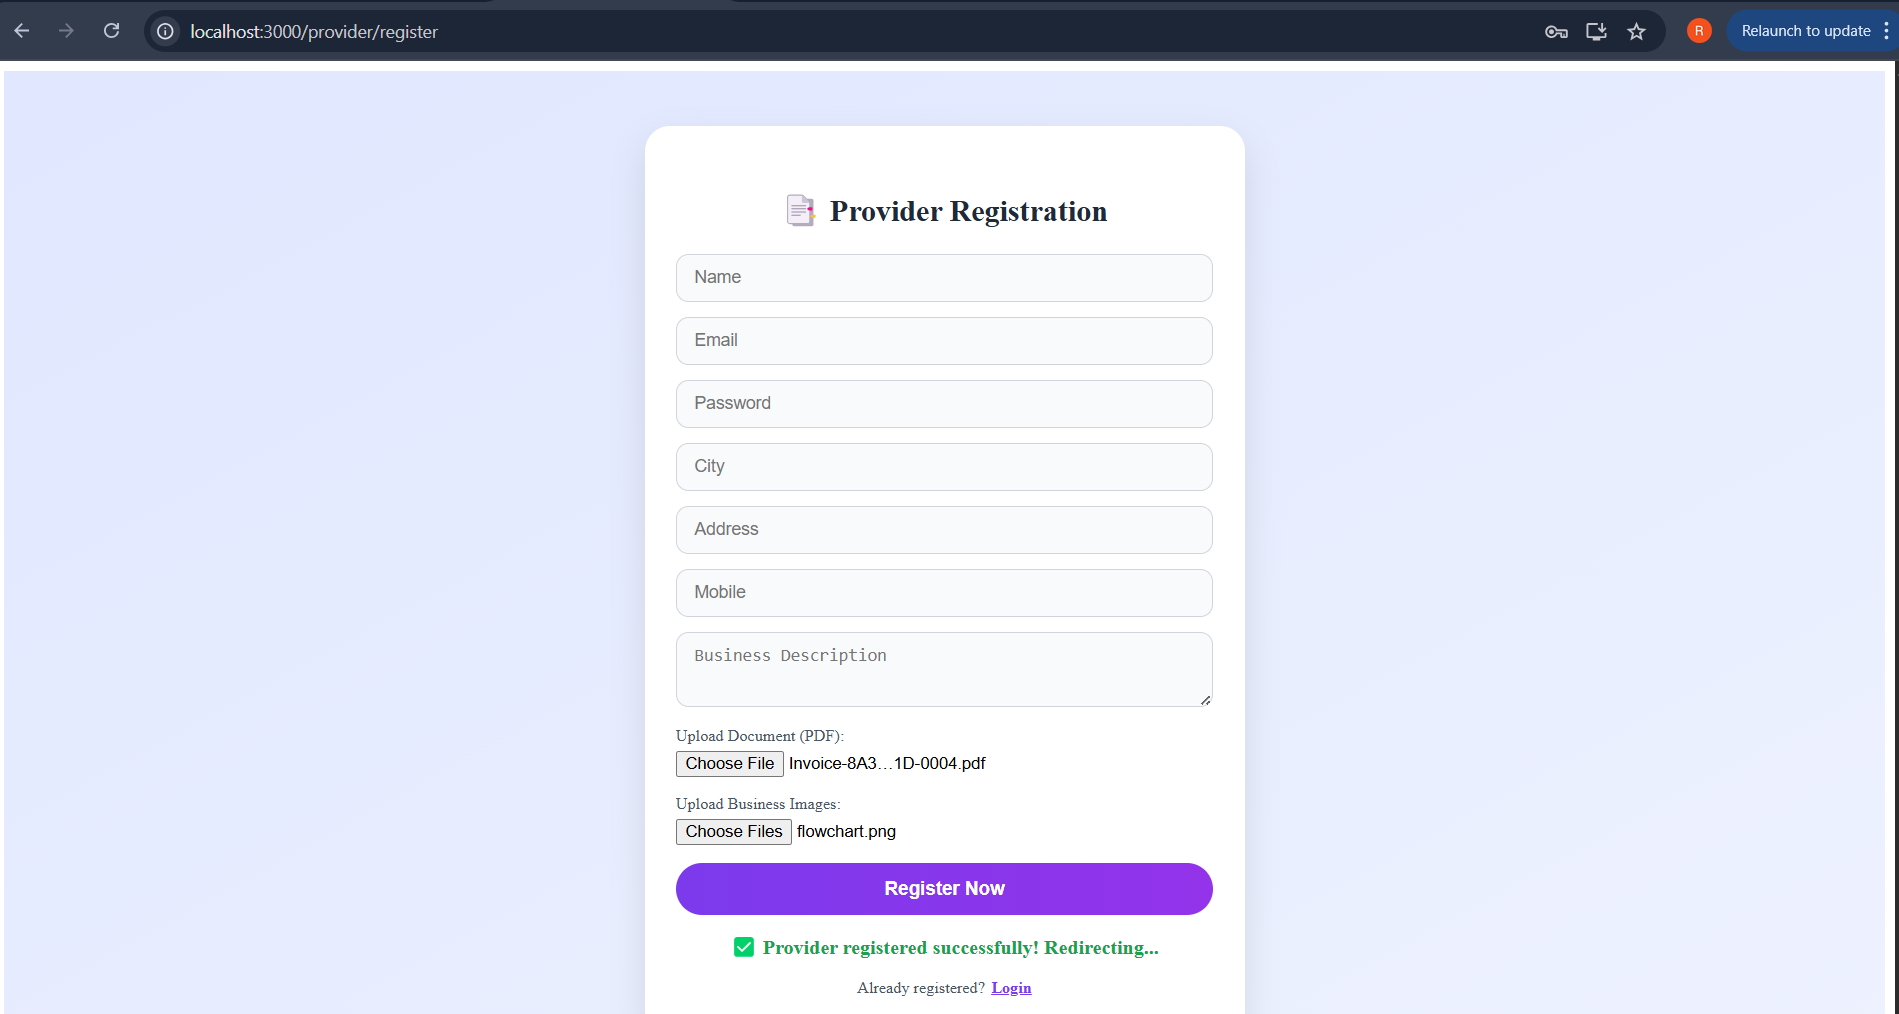 localhost:3000/provider/register
R
Relaunch to update
Provider Registration
Name
Email
Password
City
Address
Mobile
Business Description
Upload Document (PDF):
Choose File Invoice-8A3…1D-0004.pdf
Upload Business Images:
Choose Files flowchart.png
Register Now
Provider registered successfully! Redirecting...
Already registered? Login